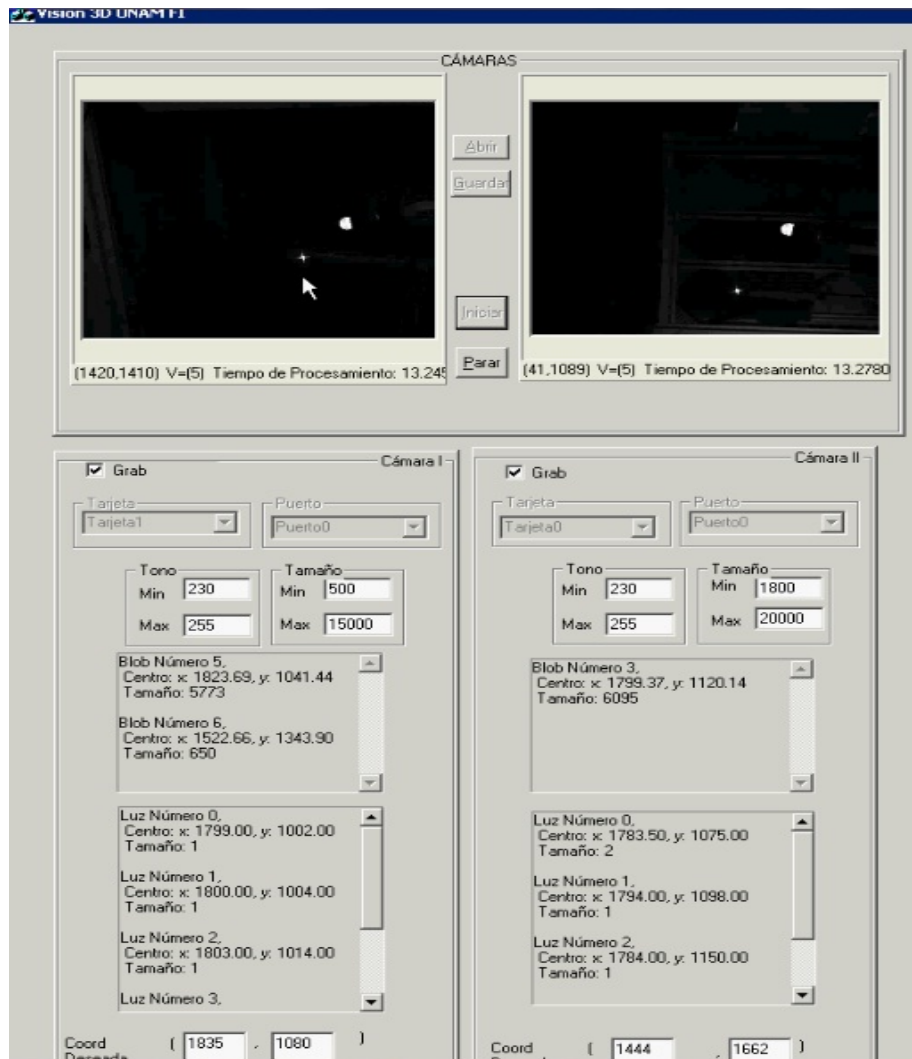 Vision 3D UNAM FI
CÁMARAS
Abrir
Guardar
Iniciar
Parar
(1420,1410) V=(5) Tiempo de Procesamiento: 13.245
(41,1089) V=(5) Tiempo de Procesamiento: 13.2780
Cámara I
Grab
Tarjeta
Tarjeta1
Puerto
Puerto0
Tono
Min 230
Max 255
Tamaño
Min 500
Max 15000
Blob Número 5,
Centro: x: 1823.69, y: 1041.44
Tamaño: 5773
Blob Número 6,
Centro: x: 1522.66, y: 1343.90
Tamaño: 650
Luz Número 0,
Centro: x: 1799.00, y: 1002.00
Tamaño: 1
Luz Número 1,
Centro: x: 1800.00, y: 1004.00
Tamaño: 1
Luz Número 2,
Centro: x: 1803.00, y: 1014.00
Tamaño: 1
Luz Número 3,
Coord ( 1835 , 1080 )
Deseada
Cámara II
Grab
Tarjeta
Tarjeta0
Puerto
Puerto0
Tono
Min 230
Max 255
Tamaño
Min 1800
Max 20000
Blob Número 3,
Centro: x: 1799.37, y: 1120.14
Tamaño: 6095
Luz Número 0,
Centro: x: 1783.50, y: 1075.00
Tamaño: 2
Luz Número 1,
Centro: x: 1794.00, y: 1098.00
Tamaño: 1
Luz Número 2,
Centro: x: 1784.00, y: 1150.00
Tamaño: 1
Coord ( 1444 , 1662 )